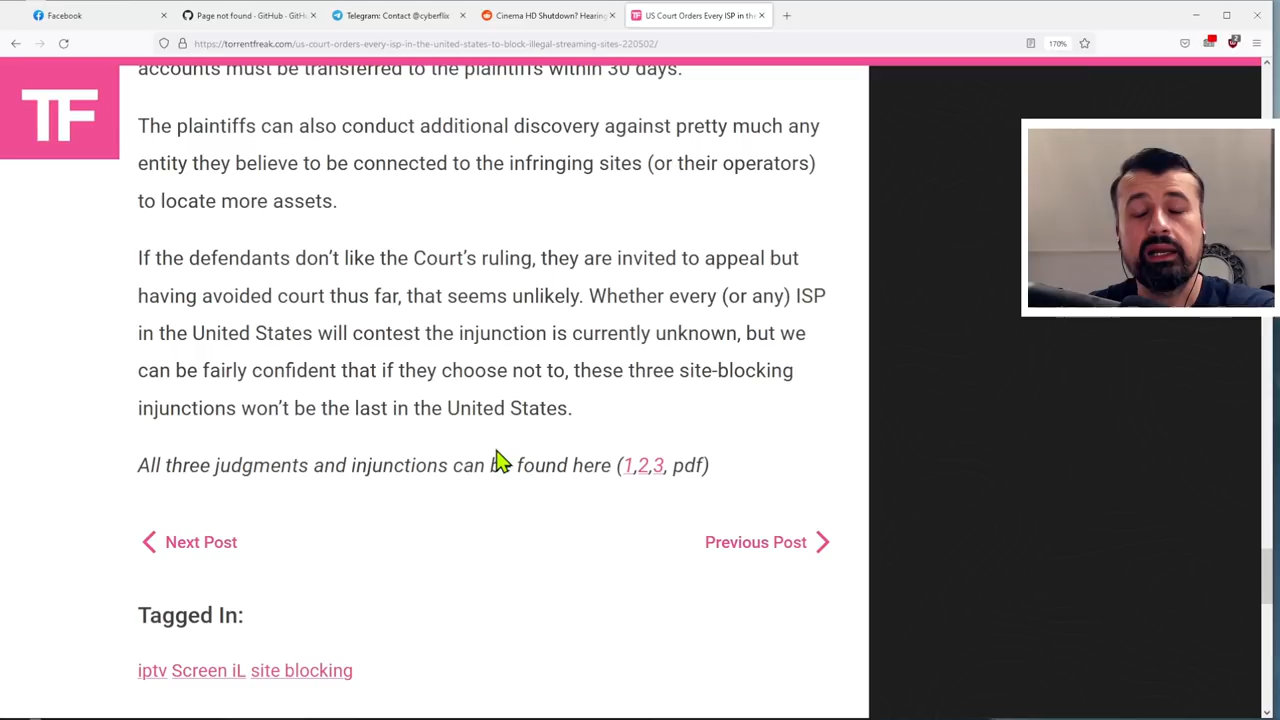 Facebook
Page not found · GitHub · GitH
Telegram: Contact @cyberflix
Cinema HD Shutdown? Hearing
US Court Orders Every ISP in the
https://torrentfreak.com/us-court-orders-every-isp-in-the-united-states-to-block-illegal-streaming-sites-220502/
170%
TF
accounts must be transferred to the plaintiffs within 30 days.
The plaintiffs can also conduct additional discovery against pretty much any
entity they believe to be connected to the infringing sites (or their operators)
to locate more assets.
If the defendants don’t like the Court’s ruling, they are invited to appeal but
having avoided court thus far, that seems unlikely. Whether every (or any) ISP
in the United States will contest the injunction is currently unknown, but we
can be fairly confident that if they choose not to, these three site-blocking
injunctions won’t be the last in the United States.
All three judgments and injunctions can be found here (1,2,3, pdf)
Next Post
Previous Post
Tagged In:
iptv Screen iL site blocking